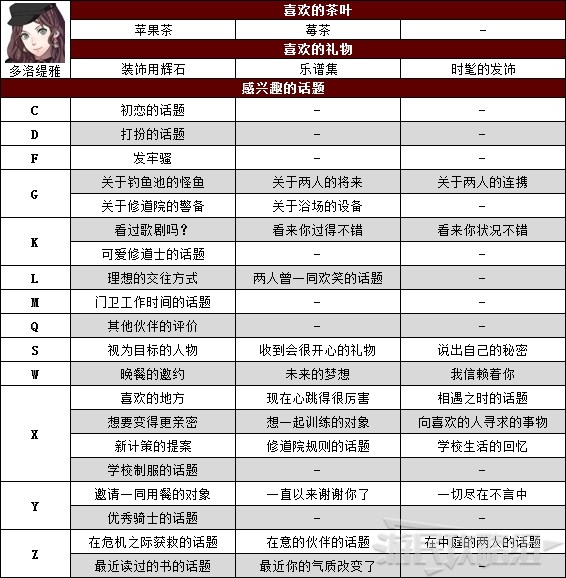 多洛缇雅
喜欢的茶叶
苹果茶 莓茶 –
喜欢的礼物
装饰用辉石 乐谱集 时髦的发饰
感兴趣的话题
C 初恋的话题 – –
D 打扮的话题 – –
F 发牢骚 – –
G 关于钓鱼池的怪鱼 关于两人的将来 关于两人的连携
关于修道院的警备 关于浴场的设备 –
K 看过歌剧吗？ 看来你过得不错 看来你状况不错
可爱修道士的话题 – –
L 理想的交往方式 两人曾一同欢笑的话题 –
M 门卫工作时间的话题 – –
Q 其他伙伴的评价 – –
S 视为目标的人物 收到会很开心的礼物 说出自己的秘密
W 晚餐的邀约 未来的梦想 我信赖着你
X 喜欢的地方 现在心跳得很厉害 相遇之时的话题
想要变得更亲密 想一起训练的对象 向喜欢的人寻求的事物
新计策的提案 修道院规则的话题 学校生活的回忆
学校制服的话题 – –
Y 邀请一同用餐的对象 一直以来谢谢你了 一切尽在不言中
优秀骑士的话题 – –
Z 在危机之际获救的话题 在意的伙伴的话题 在中庭的两人的话题
最近读过的书的话题 最近你的气质改变了